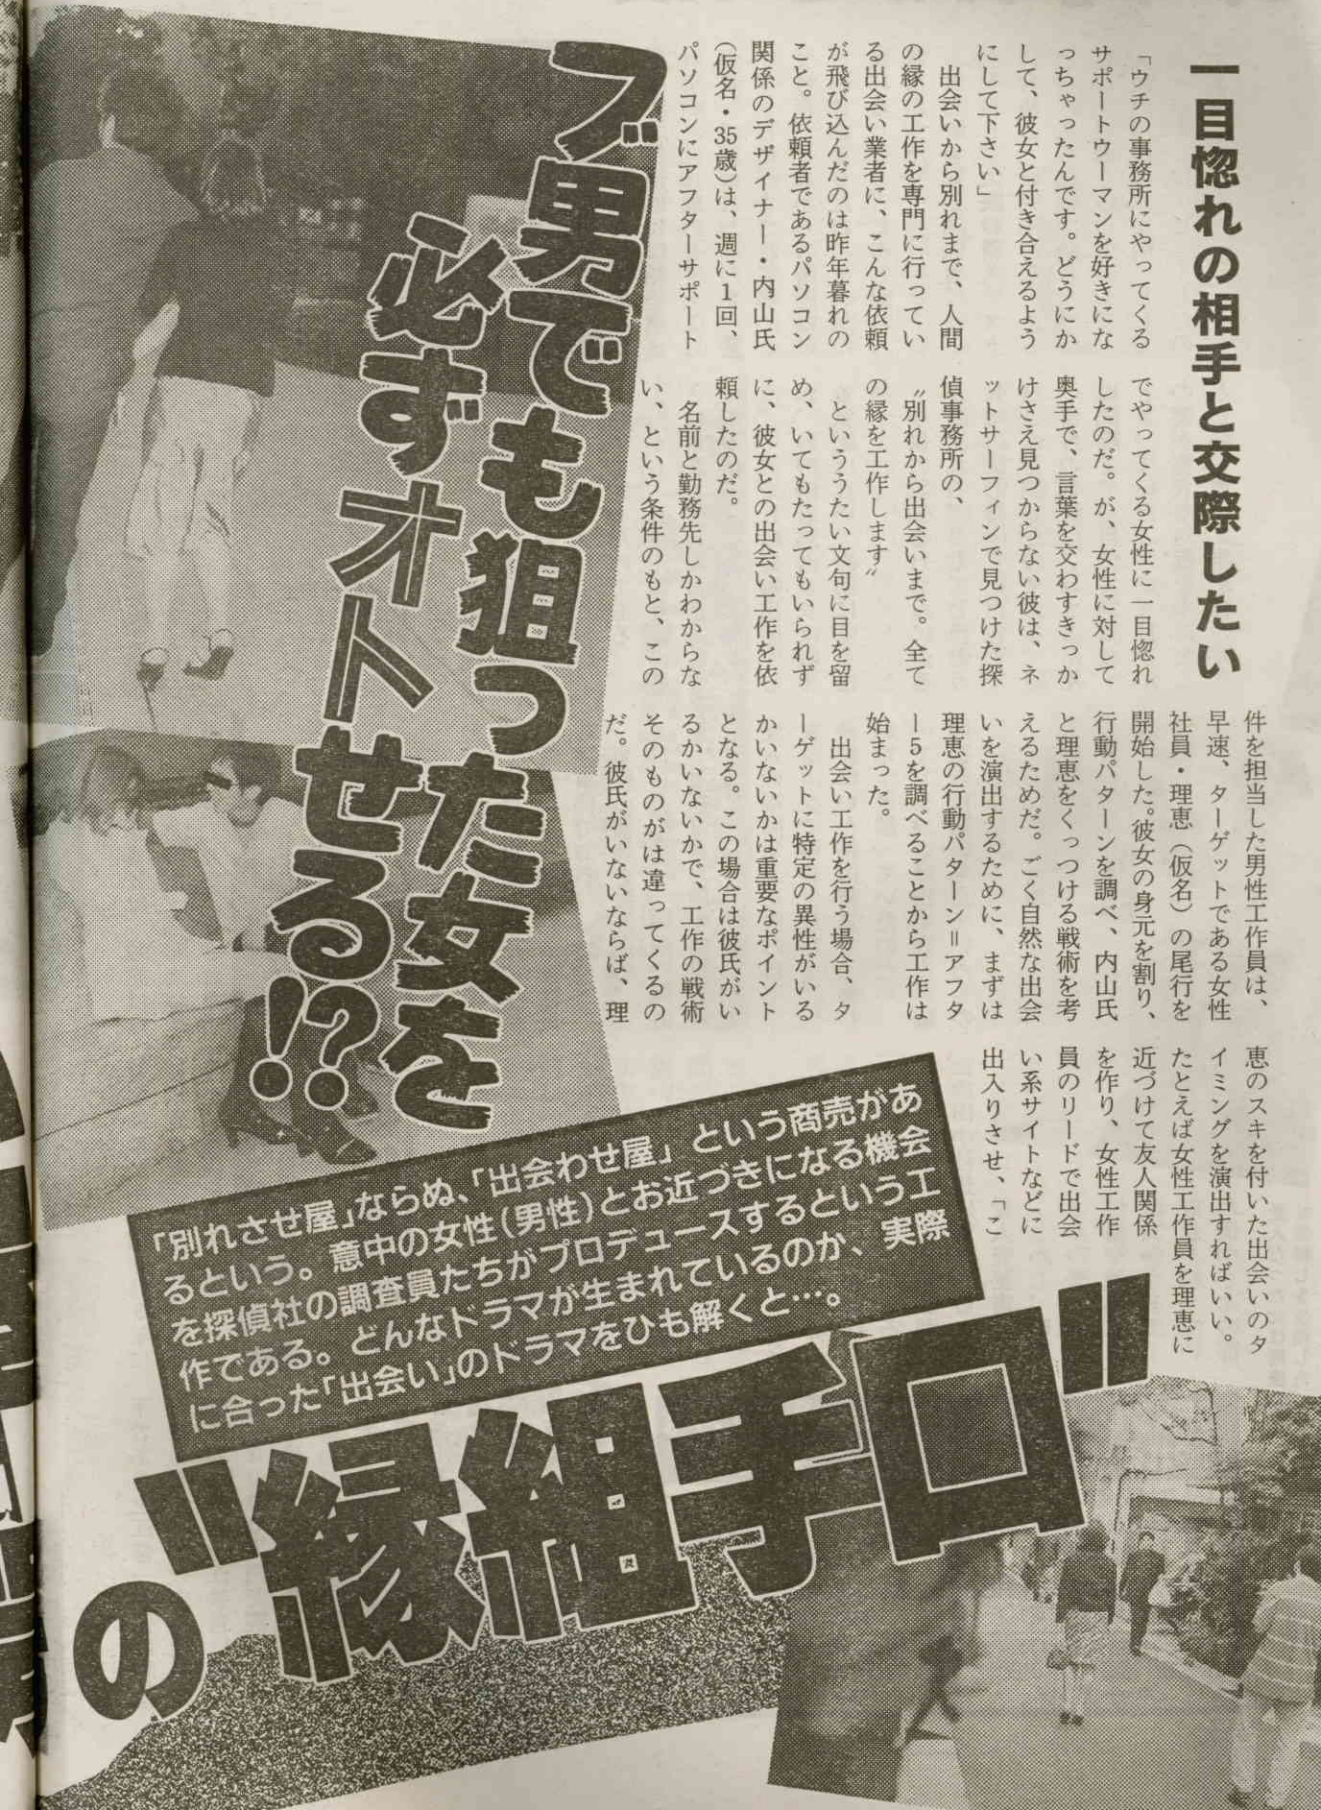 一目惚れの相手と交際したい
「ウチの事務所にやってくる
サポートウーマンを好きにな
っちゃったんです。どうにか
して、彼女と付き合えるよう
にして下さい」
出会いから別れまで、人間
の縁の工作を専門に行ってい
る出会い業者に、こんな依頼
が飛び込んだのは昨年暮れの
こと。依頼者であるパソコン
関係のデザイナー・内山氏
（仮名・35歳）は、週に1回、
パソコンにアフターサポート
でやってくる女性に一目惚れ
したのだ。が、女性に対して
奥手で、言葉を交わすきっか
けさえ見つからない彼は、ネ
ットサーフィンで見つけた探
偵事務所の、
〝別れから出会いまで。全て
の縁を工作します〟
といううたい文句に目を留
め、いてもたってもいられず
に、彼女との出会い工作を依
頼したのだ。
名前と勤務先しかわからな
い、という条件のもと、この
件を担当した男性工作員は、
早速、ターゲットである女性
社員・理恵（仮名）の尾行を
開始した。彼女の身元を割り、
行動パターンを調べ、内山氏
と理恵をくっつける戦術を考
えるためだ。ごく自然な出会
いを演出するために、まずは
理恵の行動パターン＝アフタ
ー5を調べることから工作は
始まった。
出会い工作を行う場合、タ
ーゲットに特定の異性がいる
かいないかは重要なポイント
となる。この場合は彼氏がい
るかいないかで、工作の戦術
そのものがは違ってくるの
だ。彼氏がいないならば、理
恵のスキを付いた出会いのタ
イミングを演出すればいい。
たとえば女性工作員を理恵に
近づけて友人関係
を作り、女性工作
員のリードで出会
い系サイトなどに
出入りさせ、「こ
ブ男でも狙った女を
必ずオトせる!?
「別れさせ屋」ならぬ、「出会わせ屋」という商売があ
るという。意中の女性（男性）とお近づきになる機会
を探偵社の調査員たちがプロデュースするという工
作である。どんなドラマが生まれているのか、実際
に合った「出会い」のドラマをひも解くと…。
の〝縁組手口〟